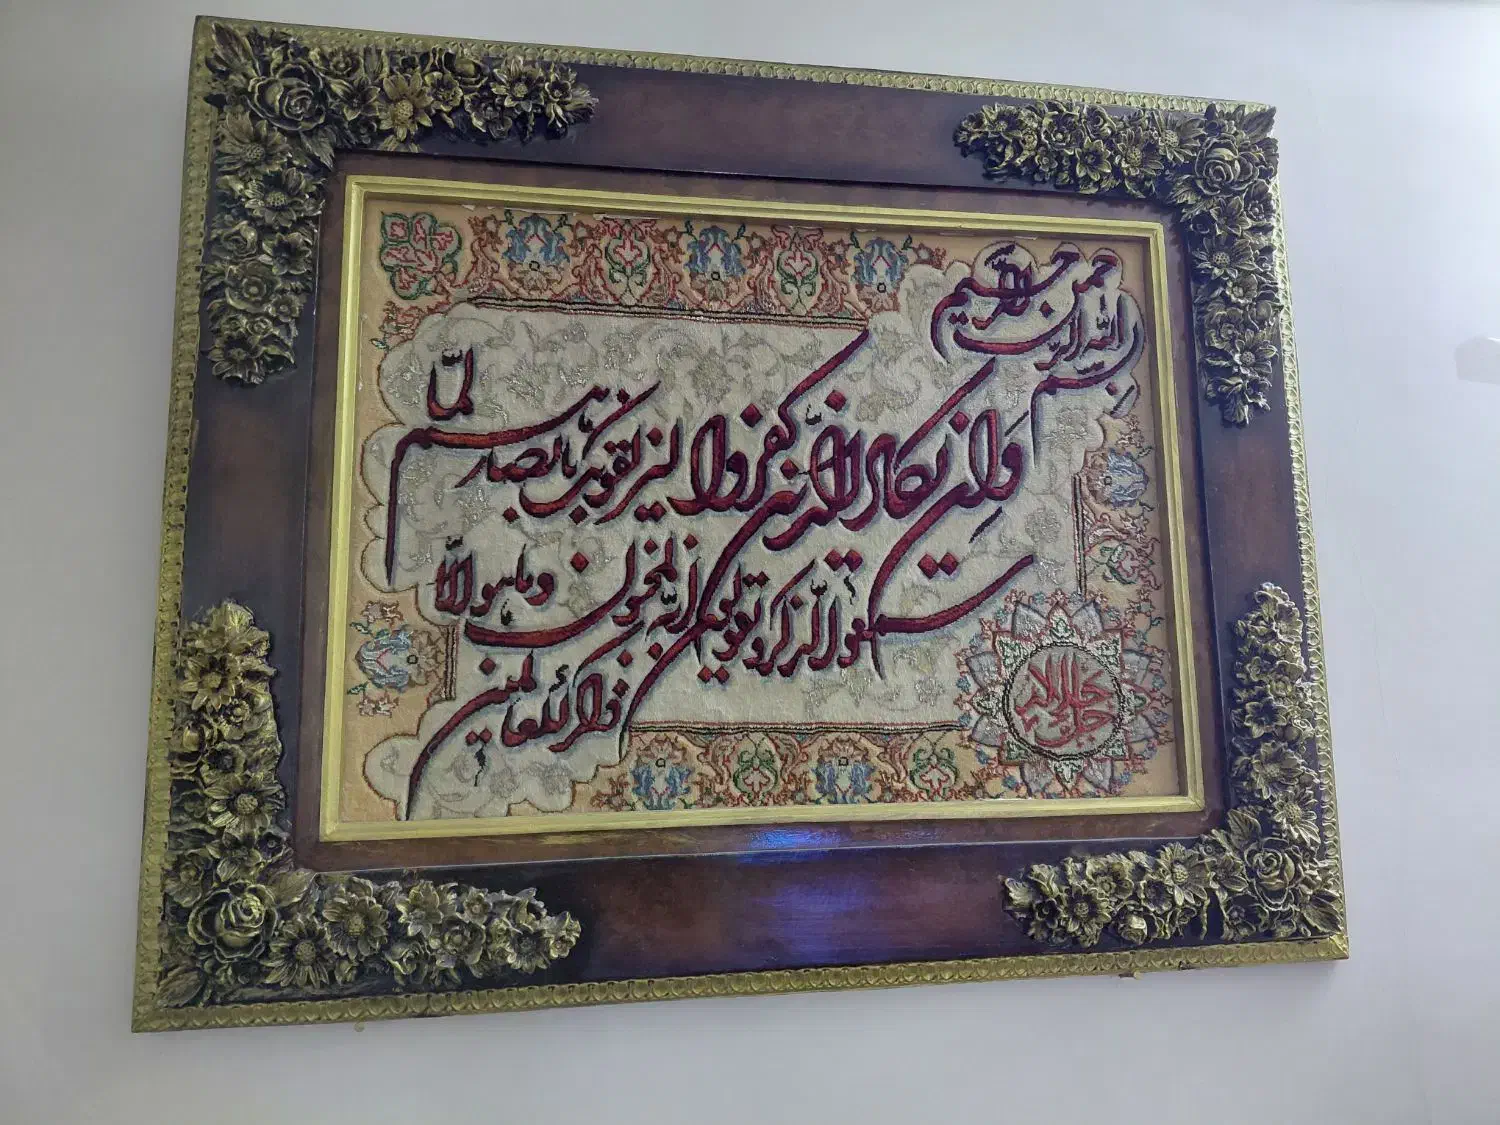 بسم الله الرحمن الرحیم
وان یکاد الذین کفروا لیزلقونک بابصارهم لما
سمعوا الذکر و یقولون انه لمجنون و ما هو الا
ذکر للعالمین